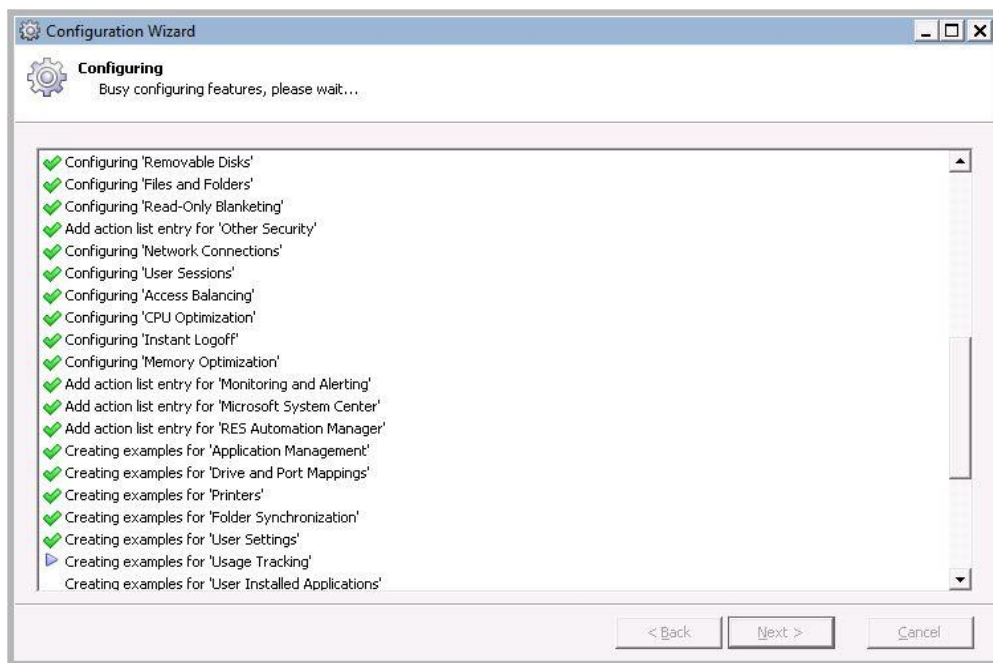 Configuration Wizard
Configuring
Busy configuring features, please wait...
Configuring 'Removable Disks'
Configuring 'Files and Folders'
Configuring 'Read-Only Blanketing'
Add action list entry for 'Other Security'
Configuring 'Network Connections'
Configuring 'User Sessions'
Configuring 'Access Balancing'
Configuring 'CPU Optimization'
Configuring 'Instant Logoff'
Configuring 'Memory Optimization'
Add action list entry for 'Monitoring and Alerting'
Add action list entry for 'Microsoft System Center'
Add action list entry for 'RES Automation Manager'
Creating examples for 'Application Management'
Creating examples for 'Drive and Port Mappings'
Creating examples for 'Printers'
Creating examples for 'Folder Synchronization'
Creating examples for 'User Settings'
Creating examples for 'Usage Tracking'
Creating examples for 'User Installed Applications'
< Back Next > Cancel